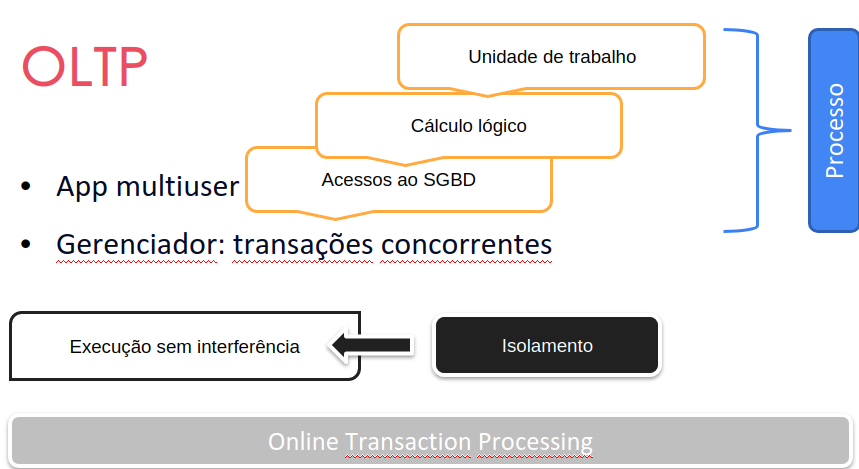 OLTP
Unidade de trabalho
Cálculo lógico
Acessos ao SGBD
Processo
• App multiuser
• Gerenciador: transações concorrentes
Execução sem interferência
Isolamento
Online Transaction Processing